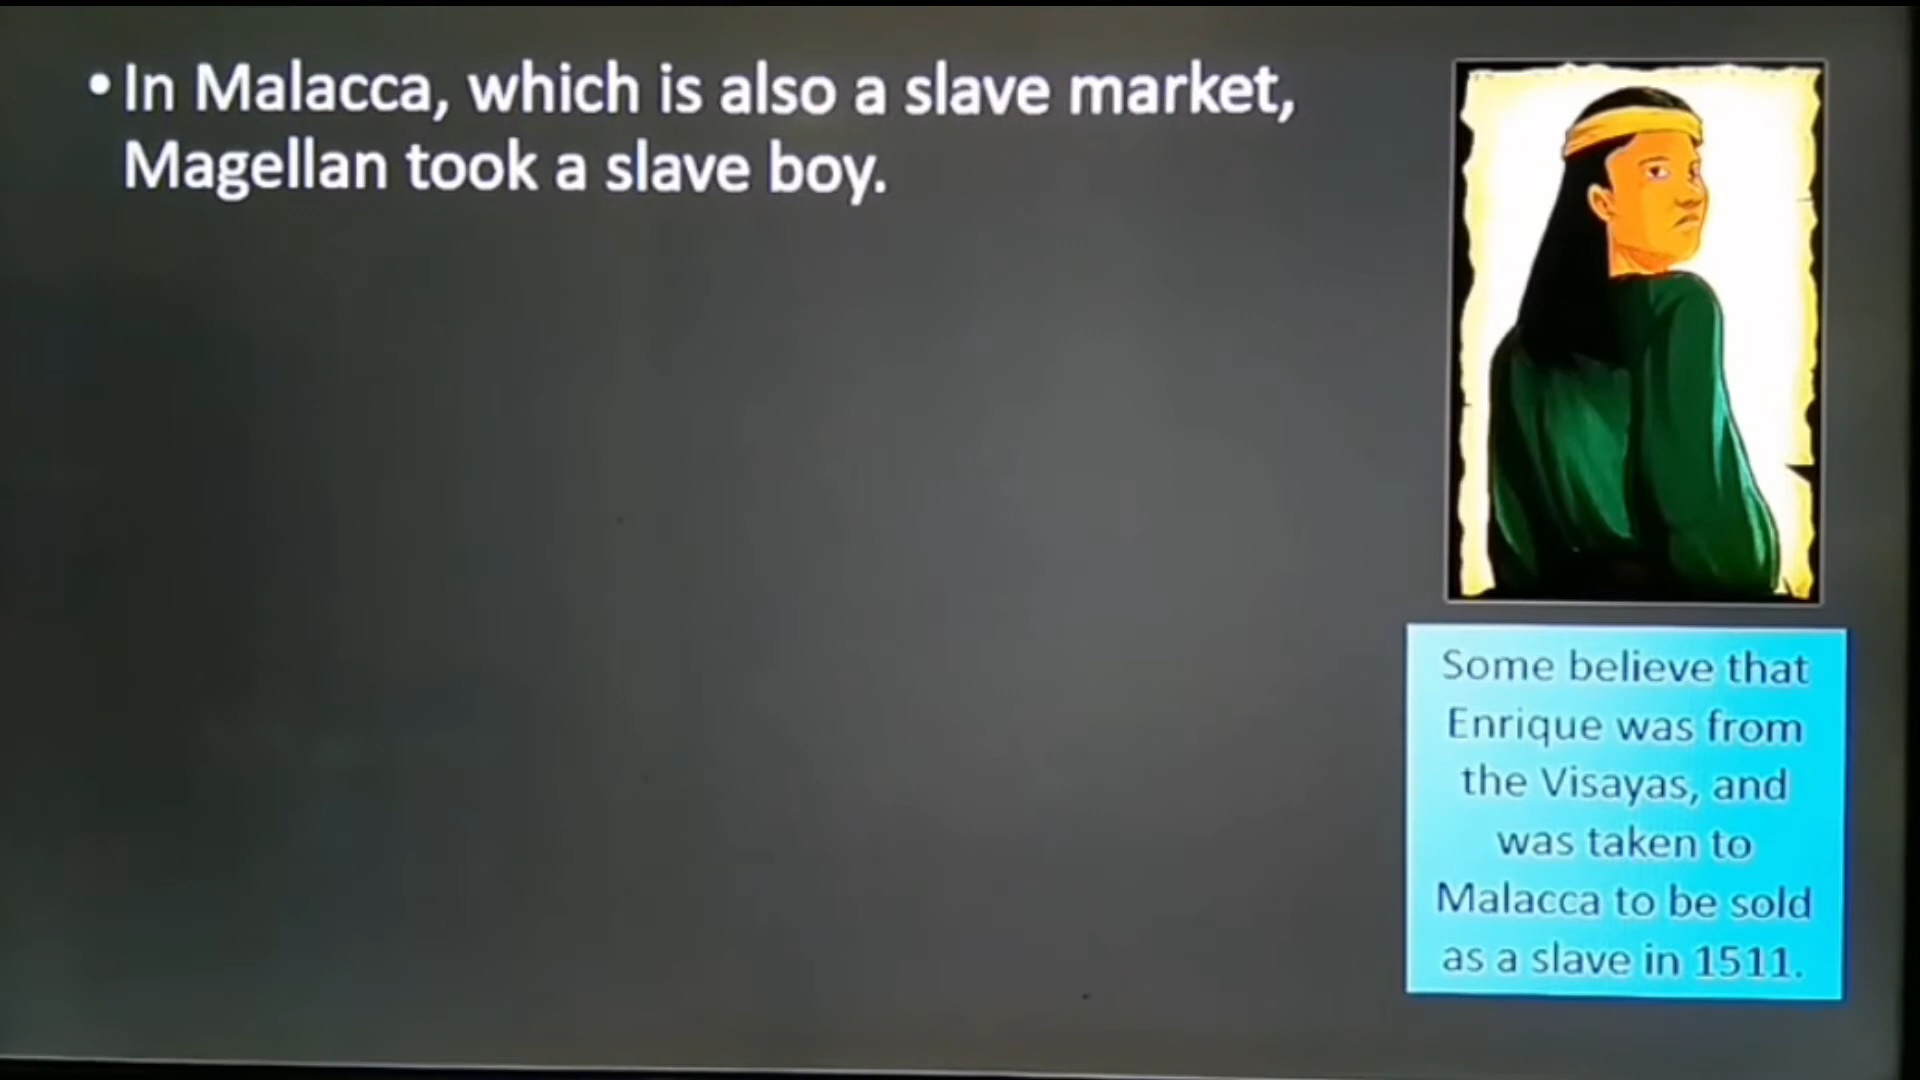 • In Malacca, which is also a slave market,
Magellan took a slave boy.
Some believe that
Enrique was from
the Visayas, and
was taken to
Malacca to be sold
as a slave in 1511.